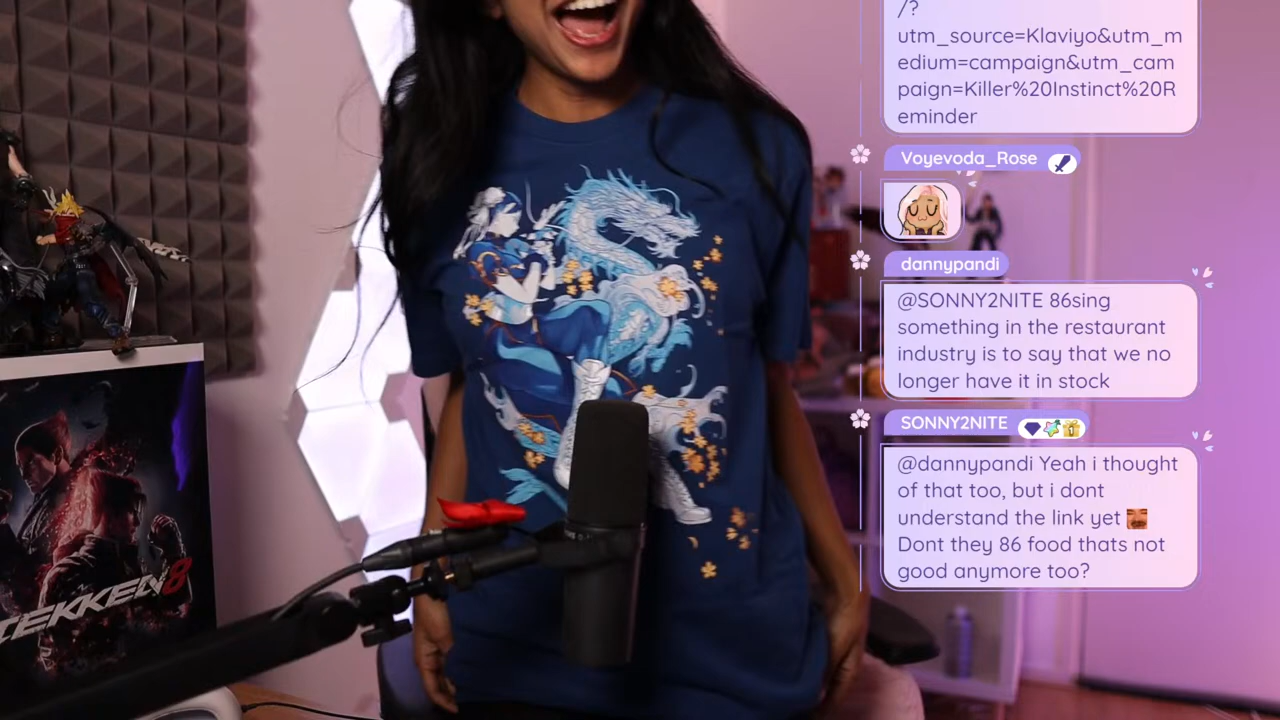 /?
utm_source=Klaviyo&utm_m
edium=campaign&utm_cam
paign=Killer%20Instinct%20R
eminder
Voyevoda_Rose
dannypandi
@SONNY2NITE 86sing
something in the restaurant
industry is to say that we no
longer have it in stock
SONNY2NITE
@dannypandi Yeah i thought
of that too, but i dont
understand the link yet
Dont they 86 food thats not
good anymore too?
TEKKEN 8